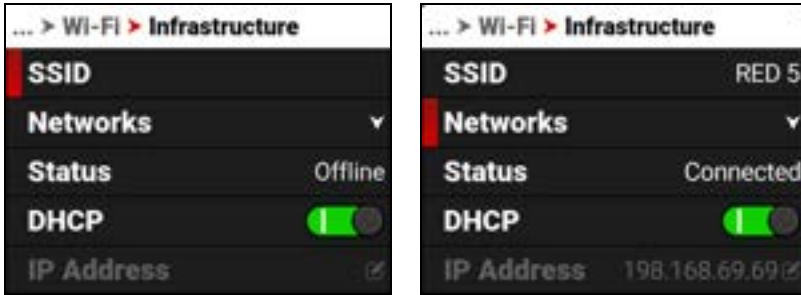 ... > Wi-Fi > Infrastructure
SSID
Networks
Status Offline
DHCP
IP Address
... > Wi-Fi > Infrastructure
SSID RED 5
Networks
Status Connected
DHCP
IP Address 198.168.69.69